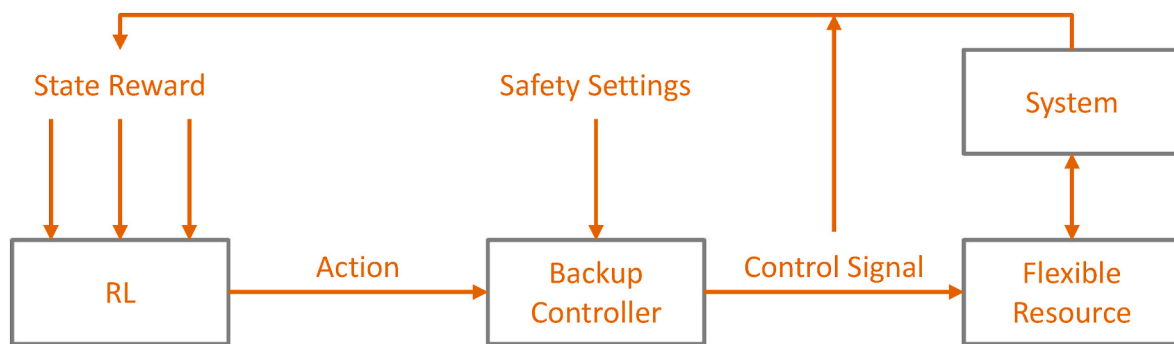 State Reward
Safety Settings
System
RL
Action
Backup
Controller
Control Signal
Flexible
Resource